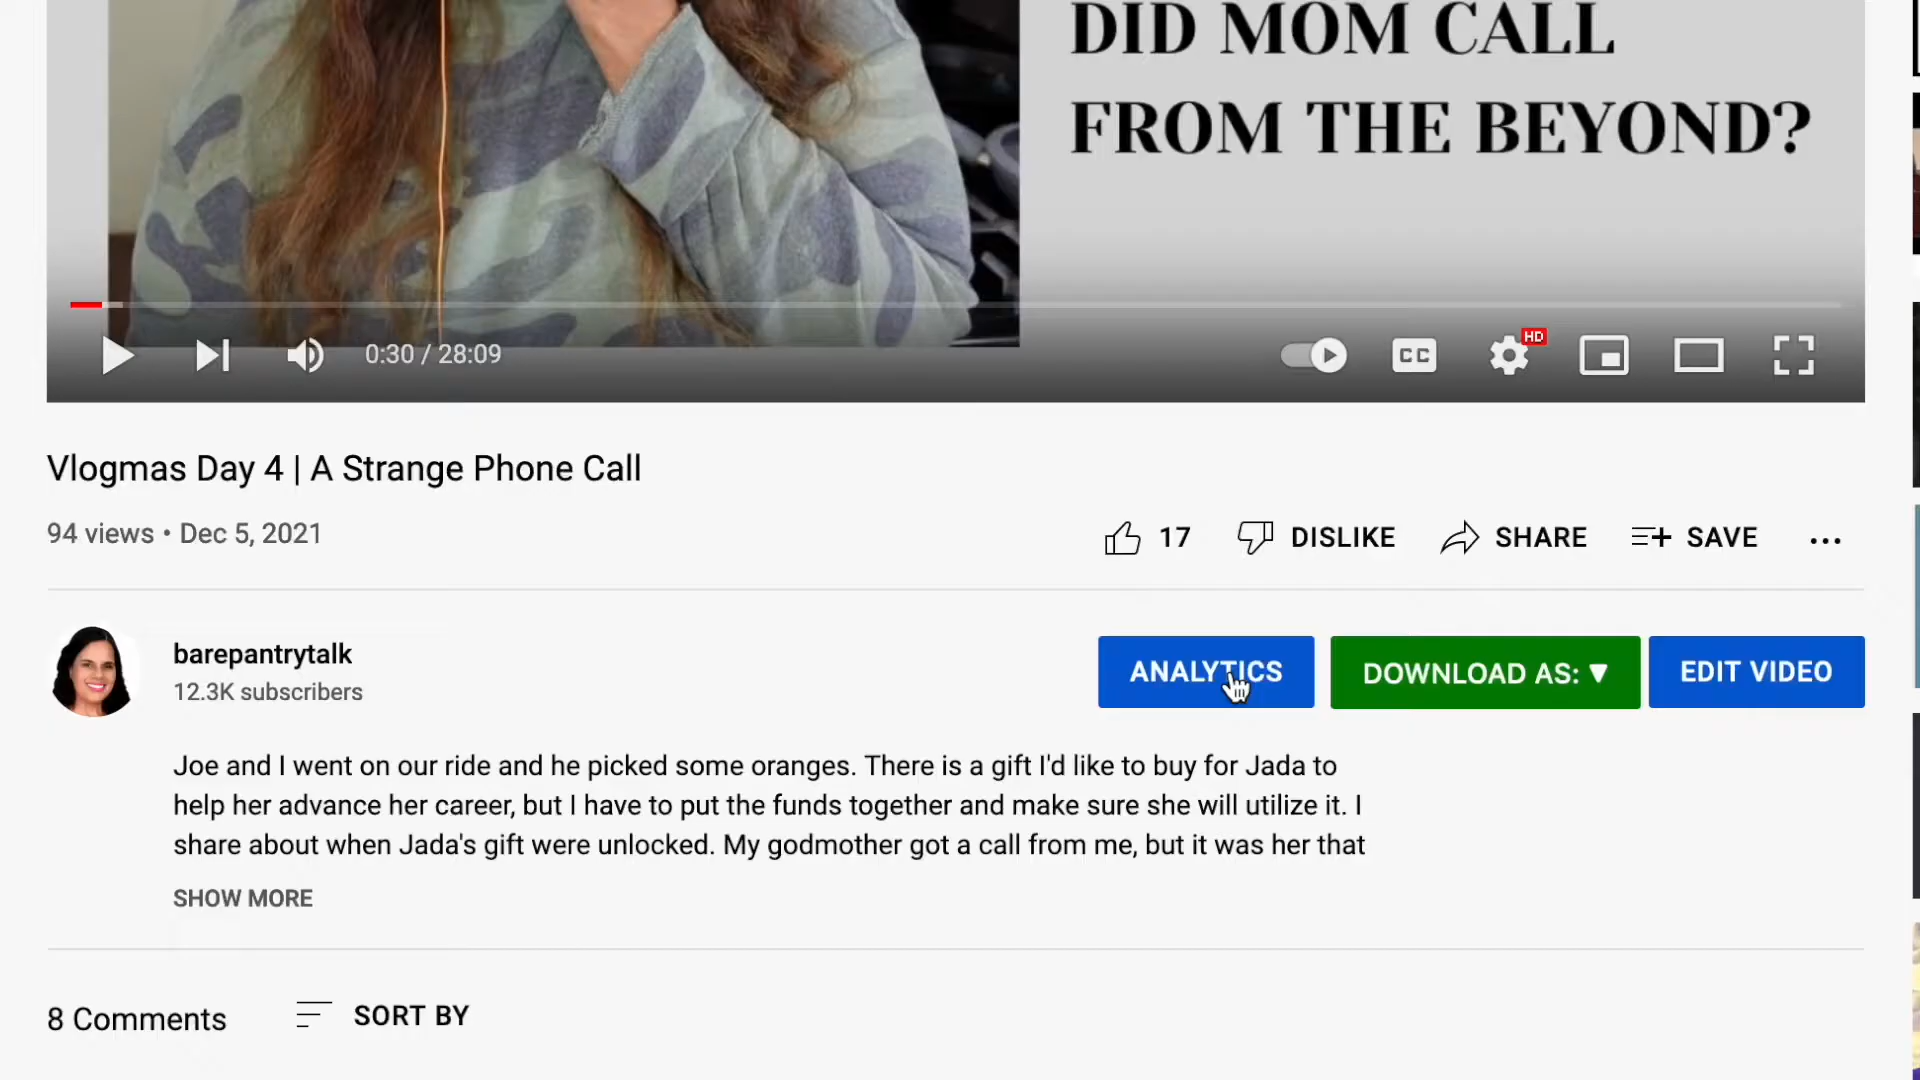 DID MOM CALL
FROM THE BEYOND?
0:30 / 28:09
CC
HD
Vlogmas Day 4 | A Strange Phone Call
94 views • Dec 5, 2021
17 DISLIKE SHARE SAVE ...
barepantrytalk
12.3K subscribers
ANALYTICS DOWNLOAD AS: ▼ EDIT VIDEO
Joe and I went on our ride and he picked some oranges. There is a gift I'd like to buy for Jada to
help her advance her career, but I have to put the funds together and make sure she will utilize it. I
share about when Jada's gift were unlocked. My godmother got a call from me, but it was her that
SHOW MORE
8 Comments SORT BY